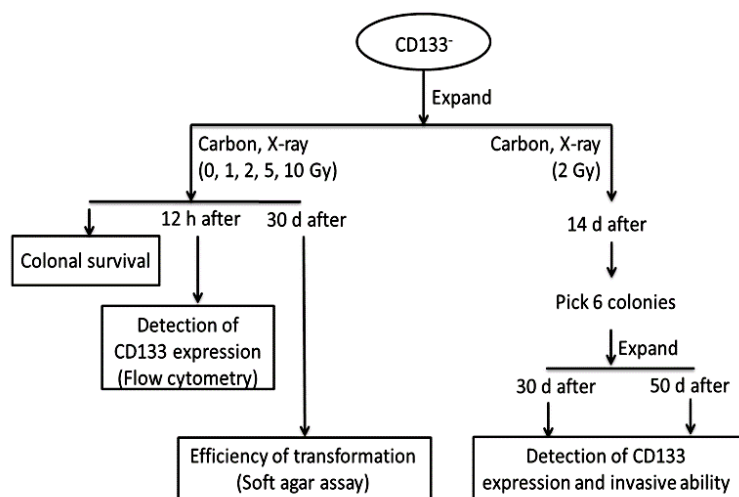 CD133⁻
Expand
Carbon, X-ray
(0, 1, 2, 5, 10 Gy)
Carbon, X-ray
(2 Gy)
12 h after
30 d after
14 d after
Colonal survival
Pick 6 colonies
Detection of
CD133 expression
(Flow cytometry)
Expand
30 d after
50 d after
Efficiency of transformation
(Soft agar assay)
Detection of CD133
expression and invasive ability